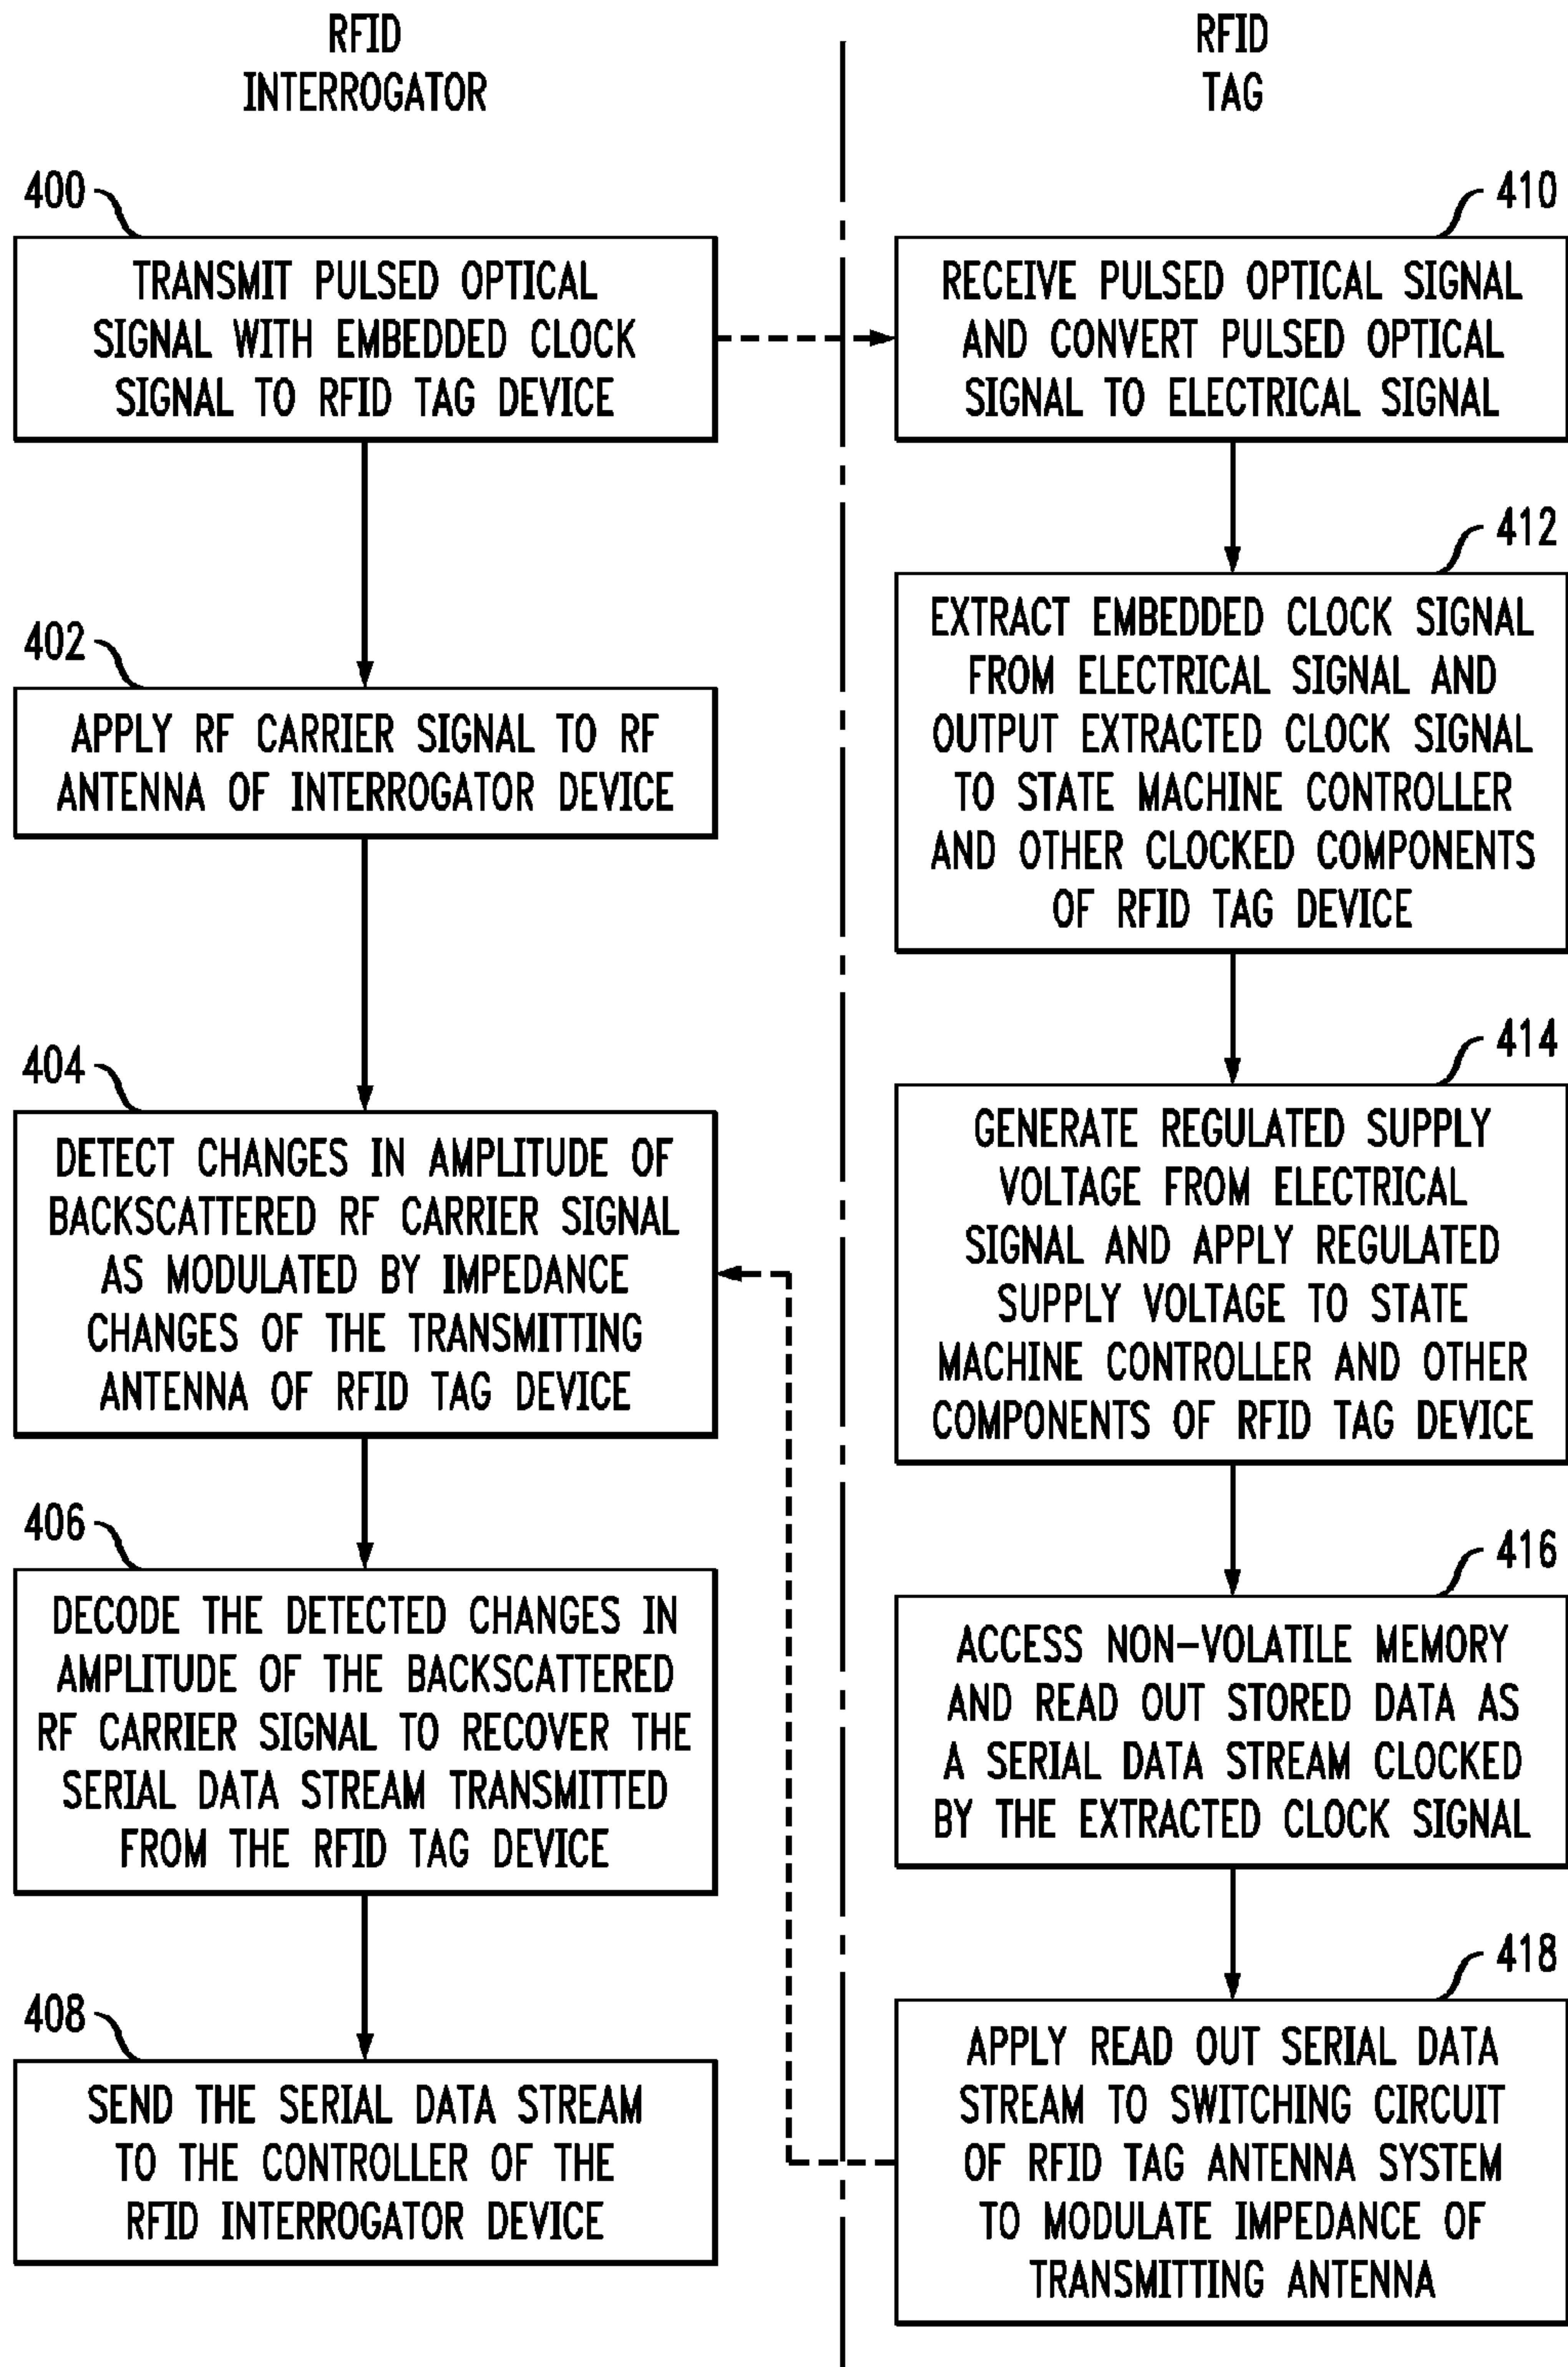 RFID
INTERROGATOR
400
TRANSMIT PULSED OPTICAL
SIGNAL WITH EMBEDDED CLOCK
SIGNAL TO RFID TAG DEVICE
402
APPLY RF CARRIER SIGNAL TO RF
ANTENNA OF INTERROGATOR DEVICE
404
DETECT CHANGES IN AMPLITUDE OF
BACKSCATTERED RF CARRIER SIGNAL
AS MODULATED BY IMPEDANCE
CHANGES OF THE TRANSMITTING
ANTENNA OF RFID TAG DEVICE
406
DECODE THE DETECTED CHANGES IN
AMPLITUDE OF THE BACKSCATTERED
RF CARRIER SIGNAL TO RECOVER THE
SERIAL DATA STREAM TRANSMITTED
FROM THE RFID TAG DEVICE
408
SEND THE SERIAL DATA STREAM
TO THE CONTROLLER OF THE
RFID INTERROGATOR DEVICE
RFID
TAG
410
RECEIVE PULSED OPTICAL SIGNAL
AND CONVERT PULSED OPTICAL
SIGNAL TO ELECTRICAL SIGNAL
412
EXTRACT EMBEDDED CLOCK SIGNAL
FROM ELECTRICAL SIGNAL AND
OUTPUT EXTRACTED CLOCK SIGNAL
TO STATE MACHINE CONTROLLER
AND OTHER CLOCKED COMPONENTS
OF RFID TAG DEVICE
414
GENERATE REGULATED SUPPLY
VOLTAGE FROM ELECTRICAL
SIGNAL AND APPLY REGULATED
SUPPLY VOLTAGE TO STATE
MACHINE CONTROLLER AND OTHER
COMPONENTS OF RFID TAG DEVICE
416
ACCESS NON-VOLATILE MEMORY
AND READ OUT STORED DATA AS
A SERIAL DATA STREAM CLOCKED
BY THE EXTRACTED CLOCK SIGNAL
418
APPLY READ OUT SERIAL DATA
STREAM TO SWITCHING CIRCUIT
OF RFID TAG ANTENNA SYSTEM
TO MODULATE IMPEDANCE OF
TRANSMITTING ANTENNA